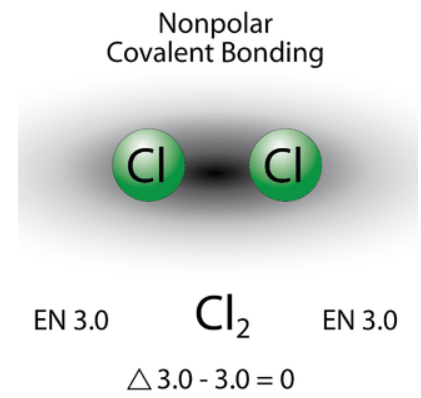 Nonpolar
Covalent Bonding
Cl Cl
EN 3.0 Cl₂ EN 3.0
△ 3.0 - 3.0 = 0